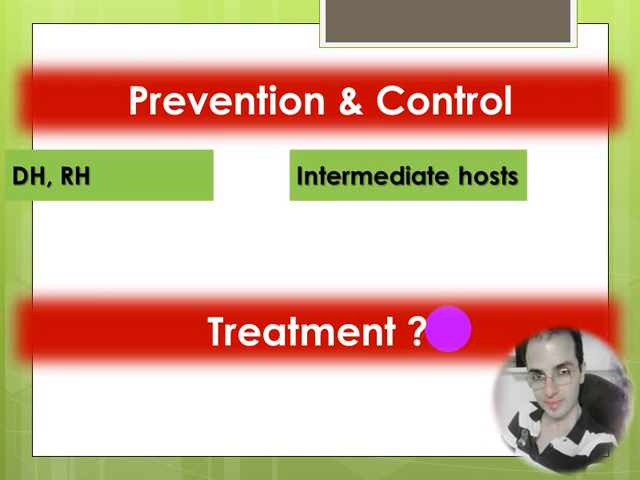 Prevention & Control
DH, RH
Intermediate hosts
Treatment ?